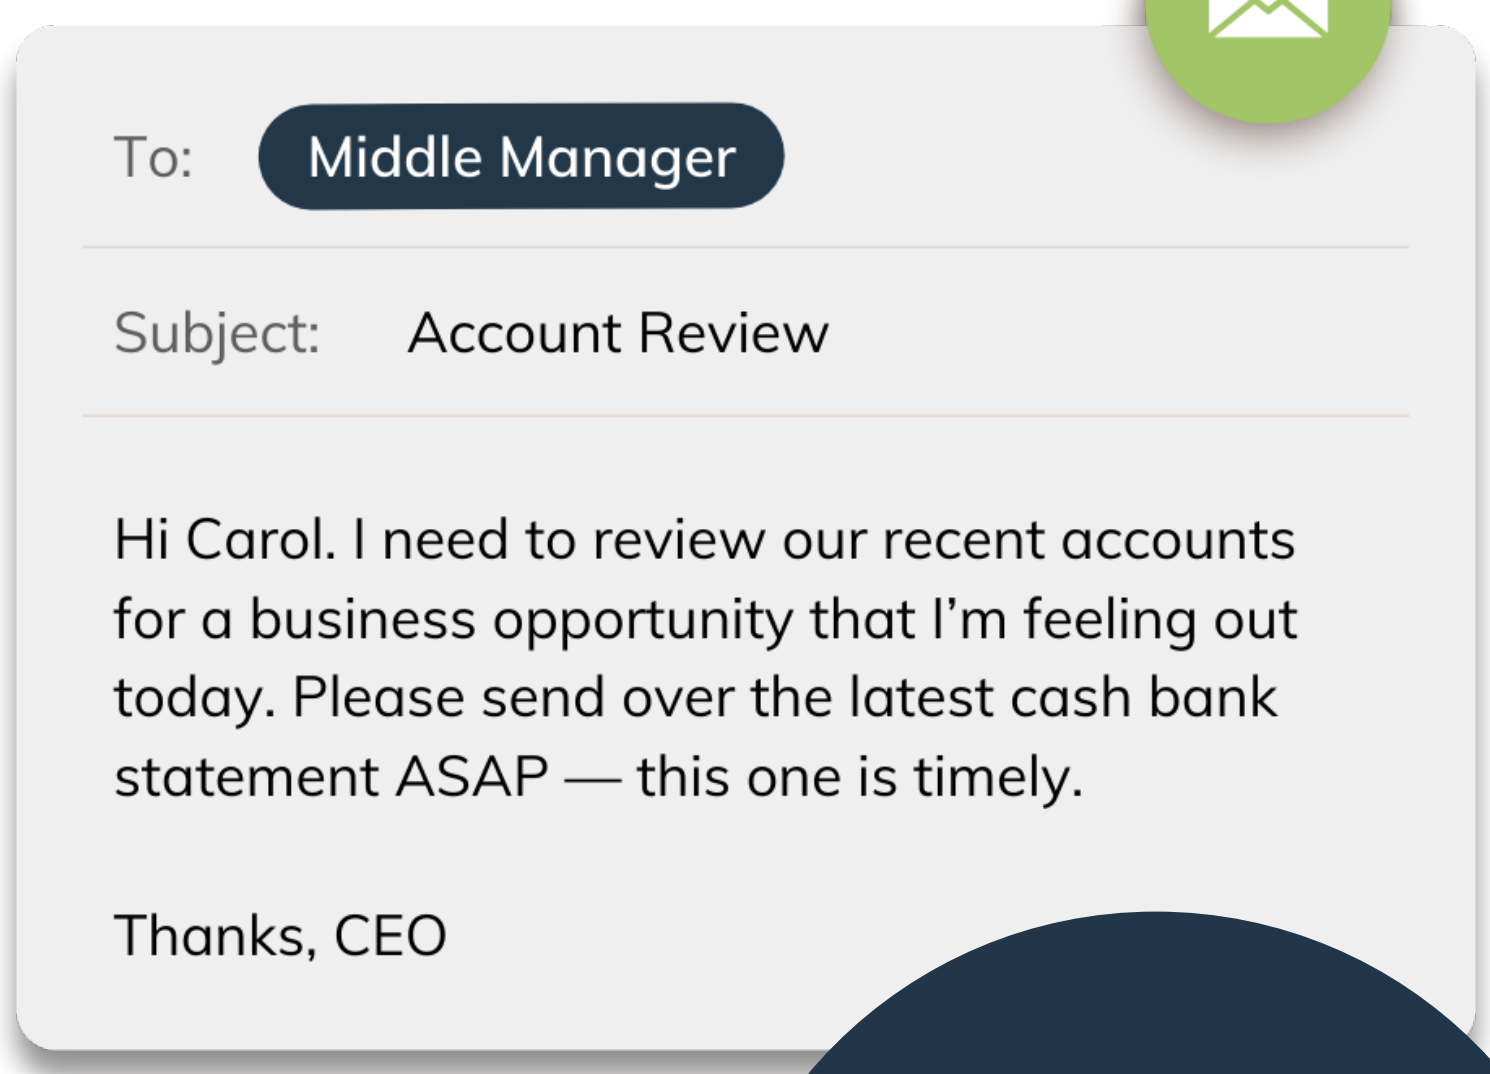 To: Middle Manager
Subject: Account Review
Hi Carol. I need to review our recent accounts
for a business opportunity that I’m feeling out
today. Please send over the latest cash bank
statement ASAP — this one is timely.
Thanks, CEO